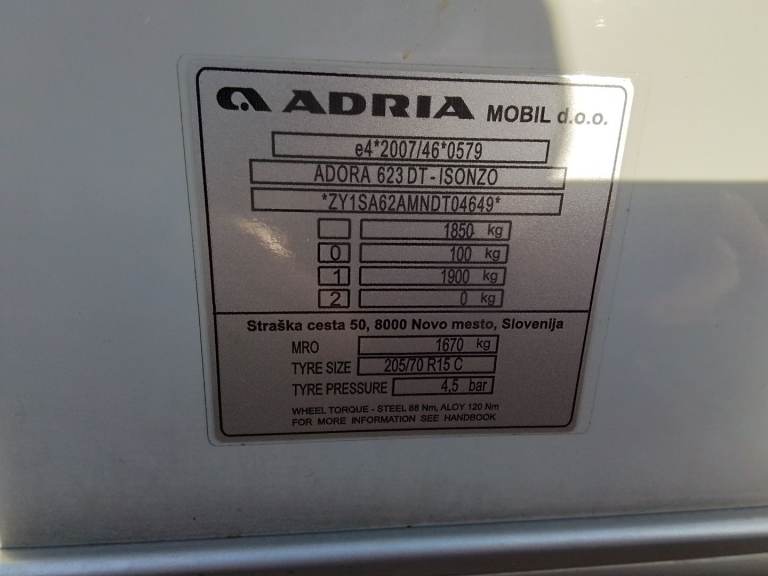 ADRIA MOBIL d.o.o.
e4*2007/46*0579
ADORA 623 DT - ISONZO
*ZY1SA62AMNDT04649*
1850 kg
0 100 kg
1 1900 kg
2 0 kg
Straška cesta 50, 8000 Novo mesto, Slovenija
MRO 1670 kg
TYRE SIZE 205/70 R15 C
TYRE PRESSURE 4.5 bar
WHEEL TORQUE - STEEL 88 Nm, ALOY 120 Nm
FOR MORE INFORMATION SEE HANDBOOK